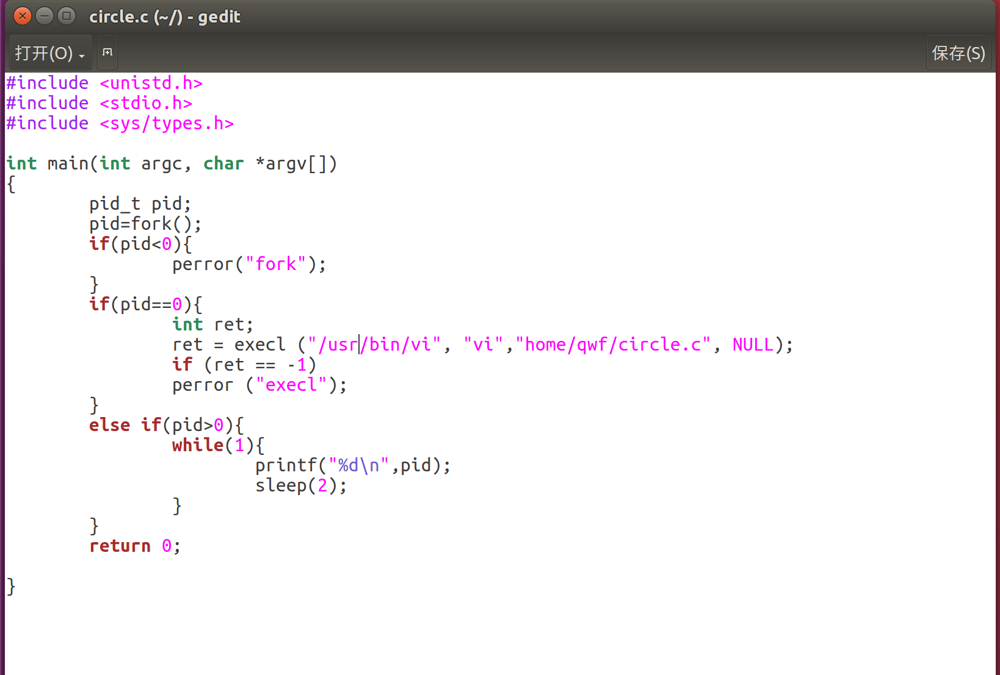 circle.c (~/) - gedit
打开(O)
保存(S)
#include <unistd.h>
#include <stdio.h>
#include <sys/types.h>
int main(int argc, char *argv[])
{
pid_t pid;
pid=fork();
if(pid<0){
perror("fork");
}
if(pid==0){
int ret;
ret = execl ("/usr/bin/vi", "vi","home/qwf/circle.c", NULL);
if (ret == -1)
perror ("execl");
}
else if(pid>0){
while(1){
printf("%d\n",pid);
sleep(2);
}
}
return 0;
}